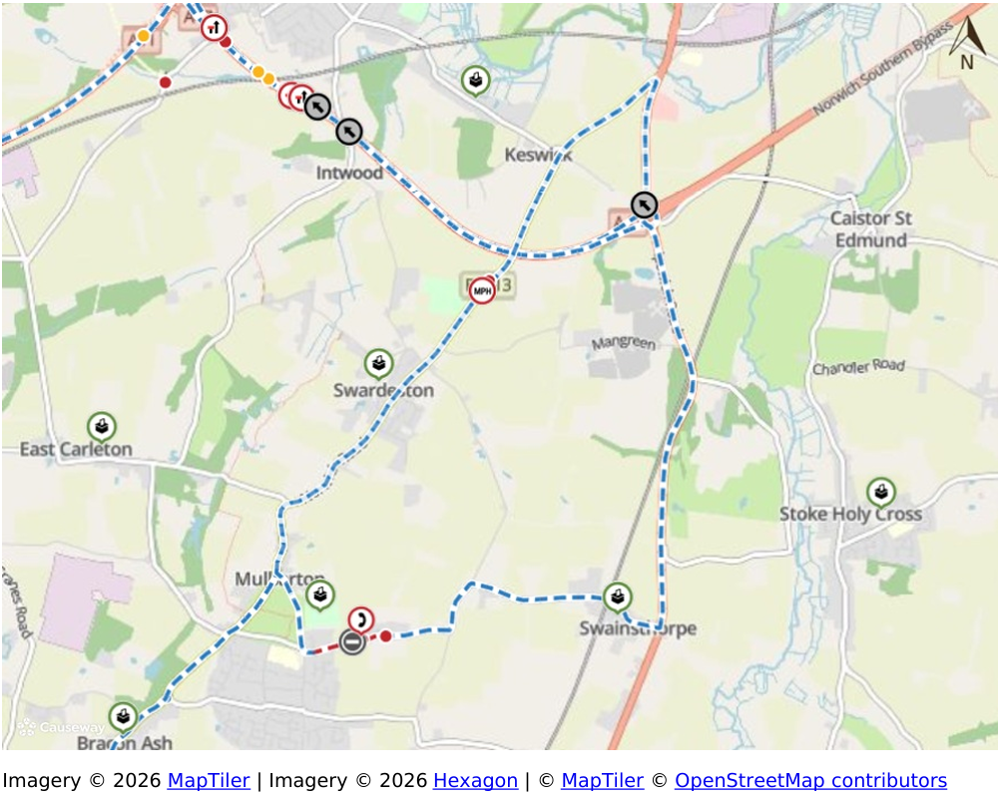 N
Norwich Southern Bypass
Keswick
Intwood
Caistor St
Edmund
MPH
Mangreen
Chandler Road
Swardeston
East Carleton
Stoke Holy Cross
Mulbarton
Swainsthorpe
Bracon Ash
Causeway
Imagery © 2026 MapTiler | Imagery © 2026 Hexagon | © MapTiler © OpenStreetMap contributors